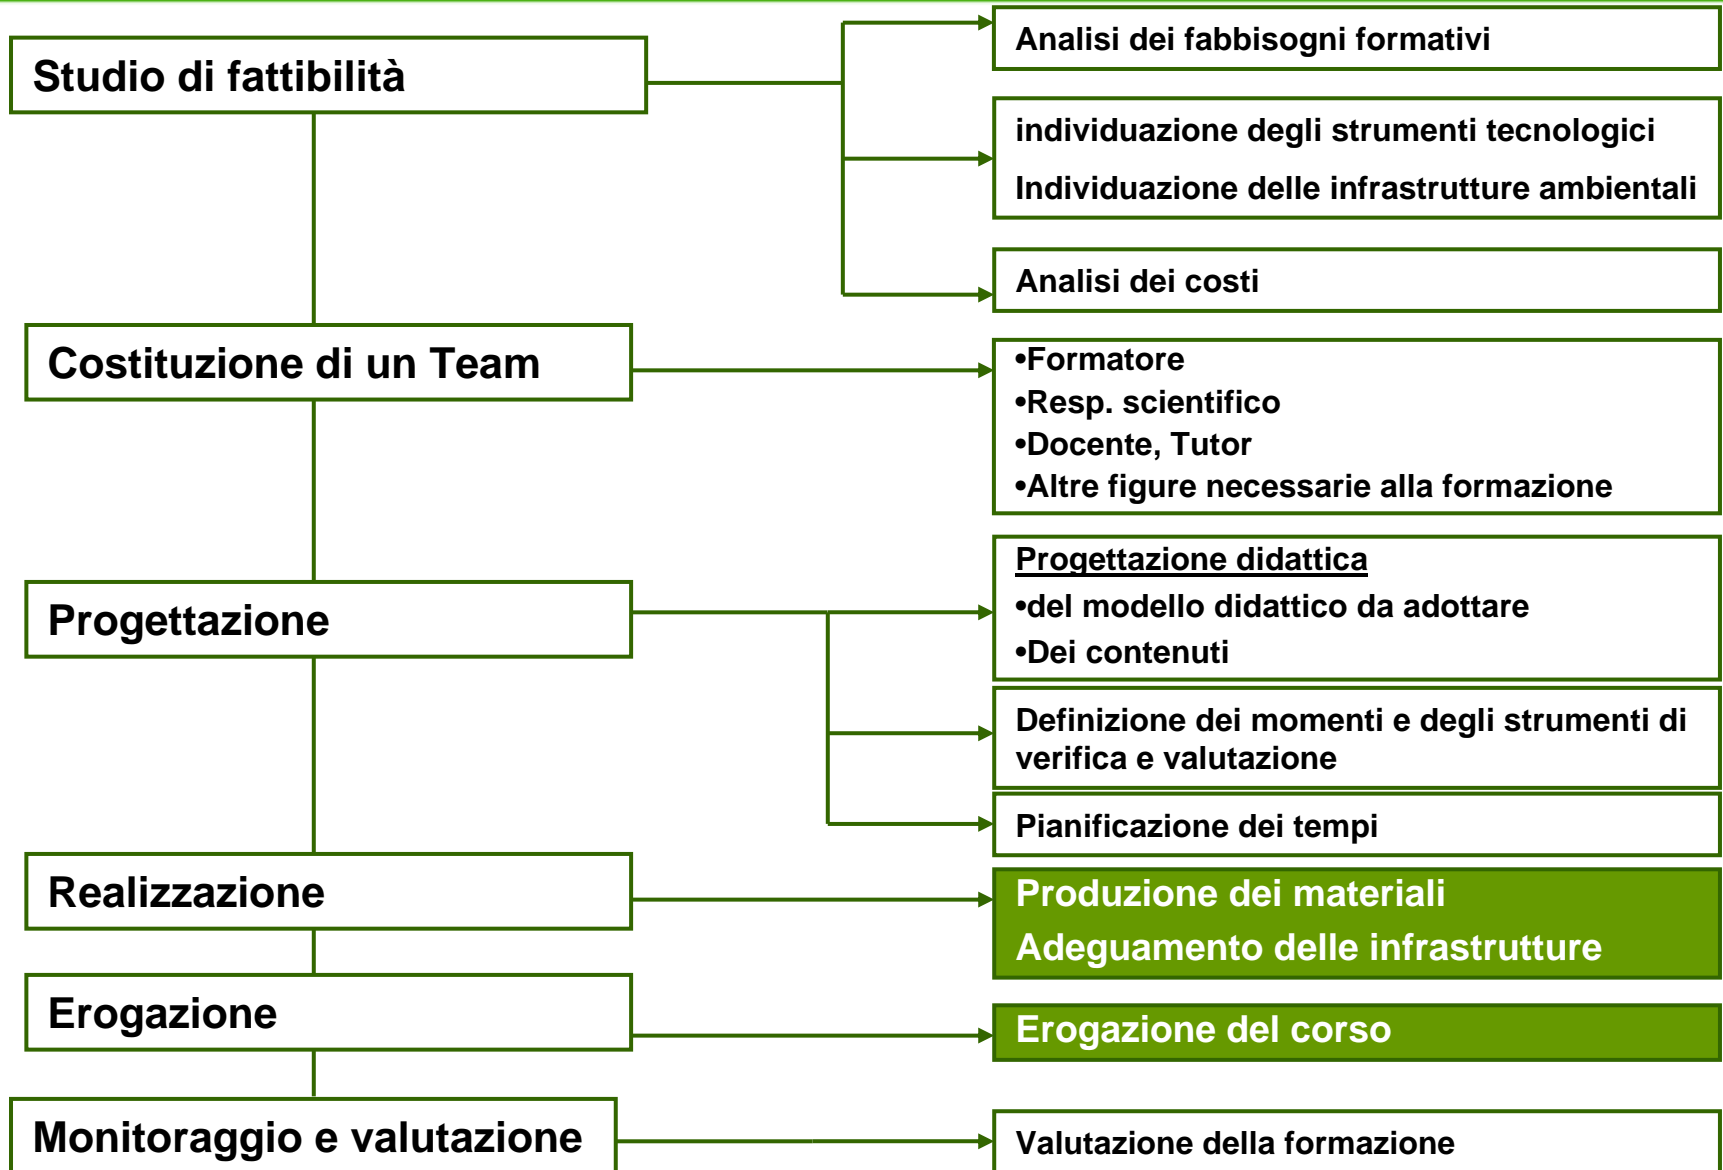 Studio di fattibilità
Analisi dei fabbisogni formativi
individuazione degli strumenti tecnologici
Individuazione delle infrastrutture ambientali
Analisi dei costi
Costituzione di un Team
•Formatore
•Resp. scientifico
•Docente, Tutor
•Altre figure necessarie alla formazione
Progettazione
Progettazione didattica
•del modello didattico da adottare
•Dei contenuti
Definizione dei momenti e degli strumenti di
verifica e valutazione
Pianificazione dei tempi
Realizzazione
Produzione dei materiali
Adeguamento delle infrastrutture
Erogazione
Erogazione del corso
Monitoraggio e valutazione
Valutazione della formazione